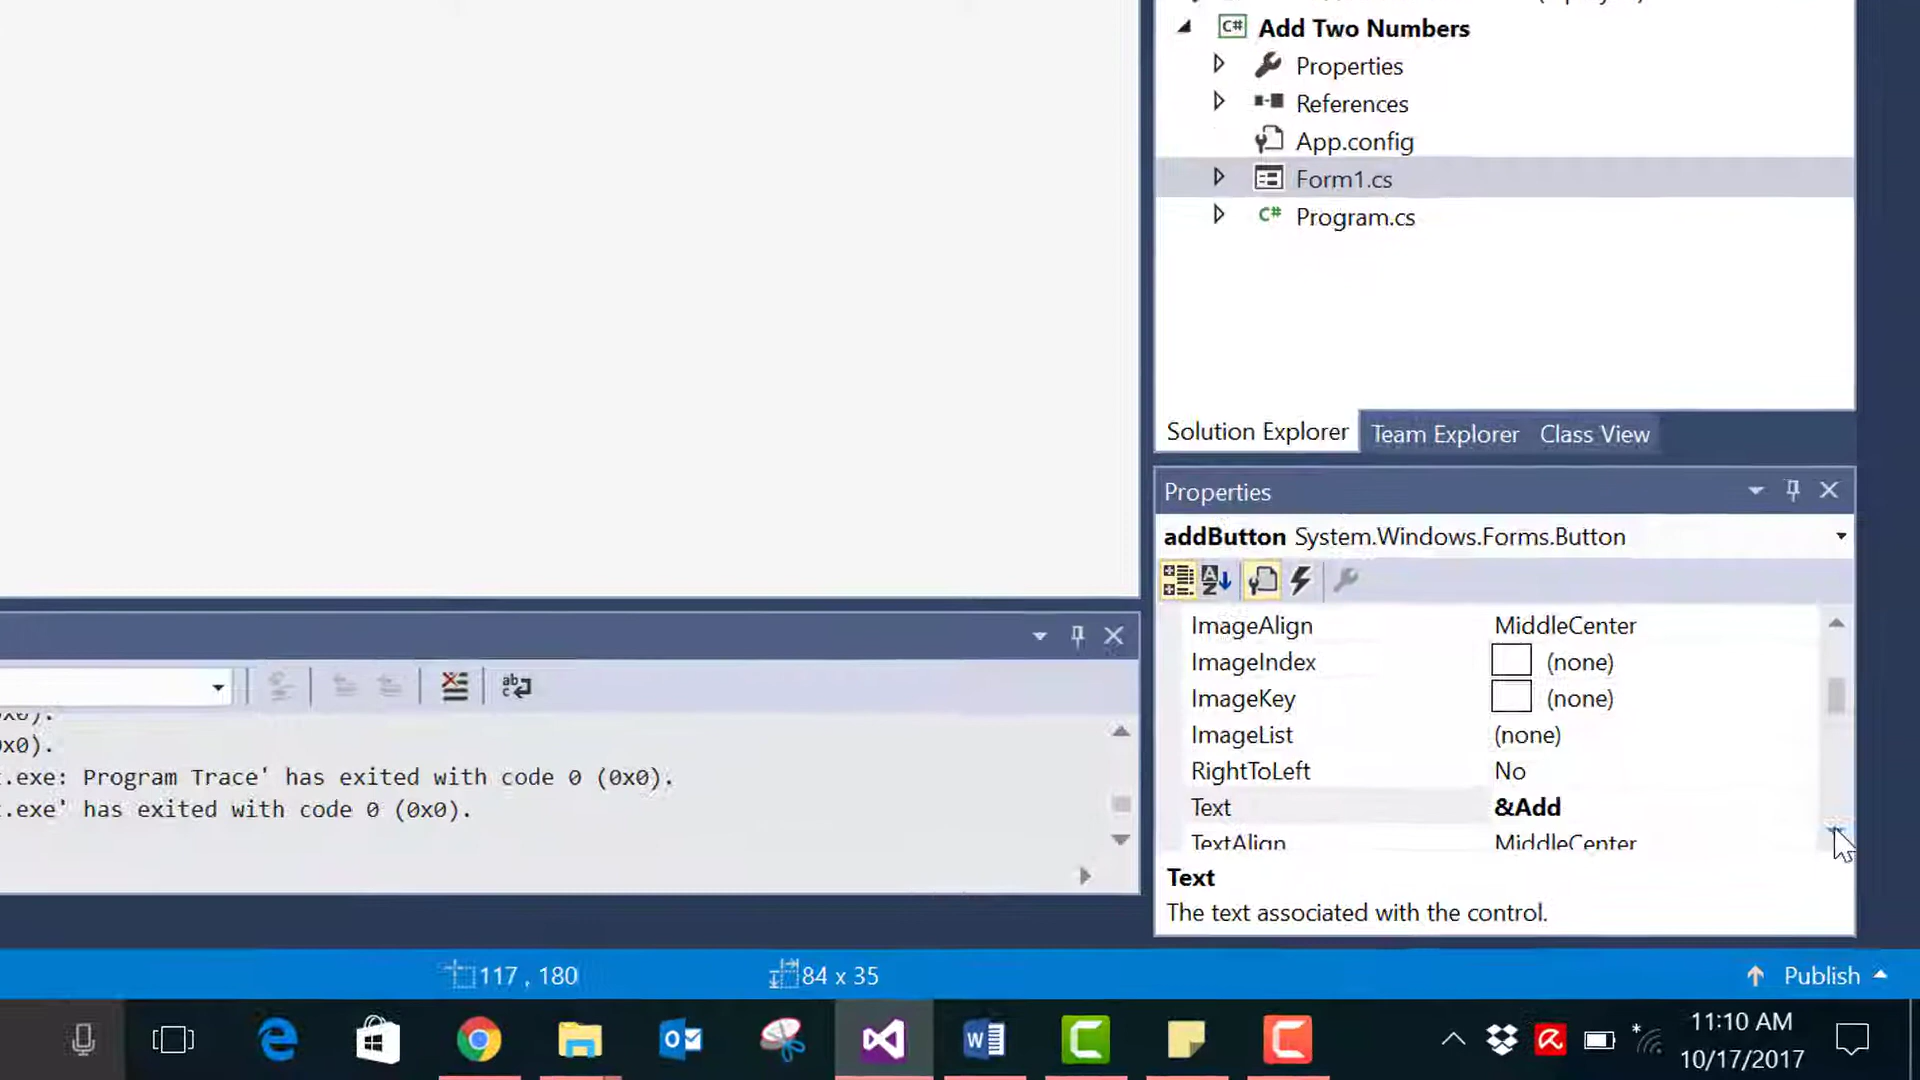 C# Add Two Numbers
Properties
References
App.config
Form1.cs
C# Program.cs
Solution Explorer Team Explorer Class View
Properties
addButton System.Windows.Forms.Button
ImageAlign MiddleCenter
ImageIndex (none)
ImageKey (none)
ImageList (none)
RightToLeft No
Text &Add
TextAlign MiddleCenter
Text
The text associated with the control.
0x0).
.exe: Program Trace' has exited with code 0 (0x0).
.exe' has exited with code 0 (0x0).
117 , 180
84 x 35
Publish
11:10 AM
10/17/2017